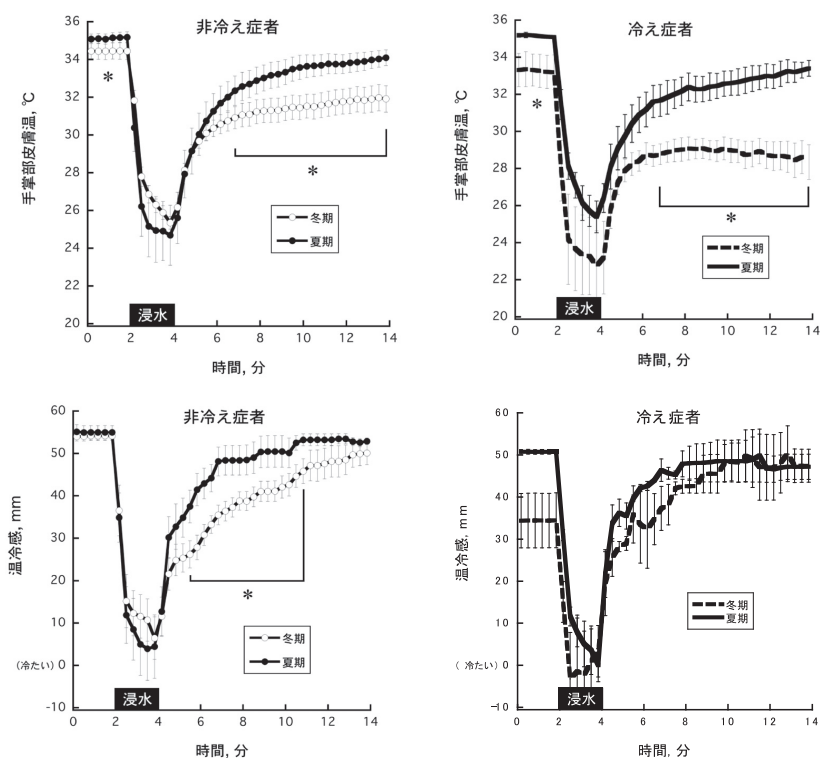 非冷え症者
36
34
32
30
28
26
24
22
20
手掌部皮膚温, ℃
*
*
冬期
夏期
浸水
0 2 4 6 8 10 12 14
時間, 分
冷え症者
36
34
32
30
28
26
24
22
20
手掌部皮膚温, ℃
*
*
冬期
夏期
浸水
0 2 4 6 8 10 12 14
時間, 分
非冷え症者
60
50
40
30
20
10
(冷たい) 0
-10
温冷感, mm
*
冬期
夏期
浸水
0 2 4 6 8 10 12 14
時間, 分
冷え症者
60
50
40
30
20
10
( 冷たい) 0
-10
温冷感, mm
冬期
夏期
浸水
0 2 4 6 8 10 12 14
時間, 分